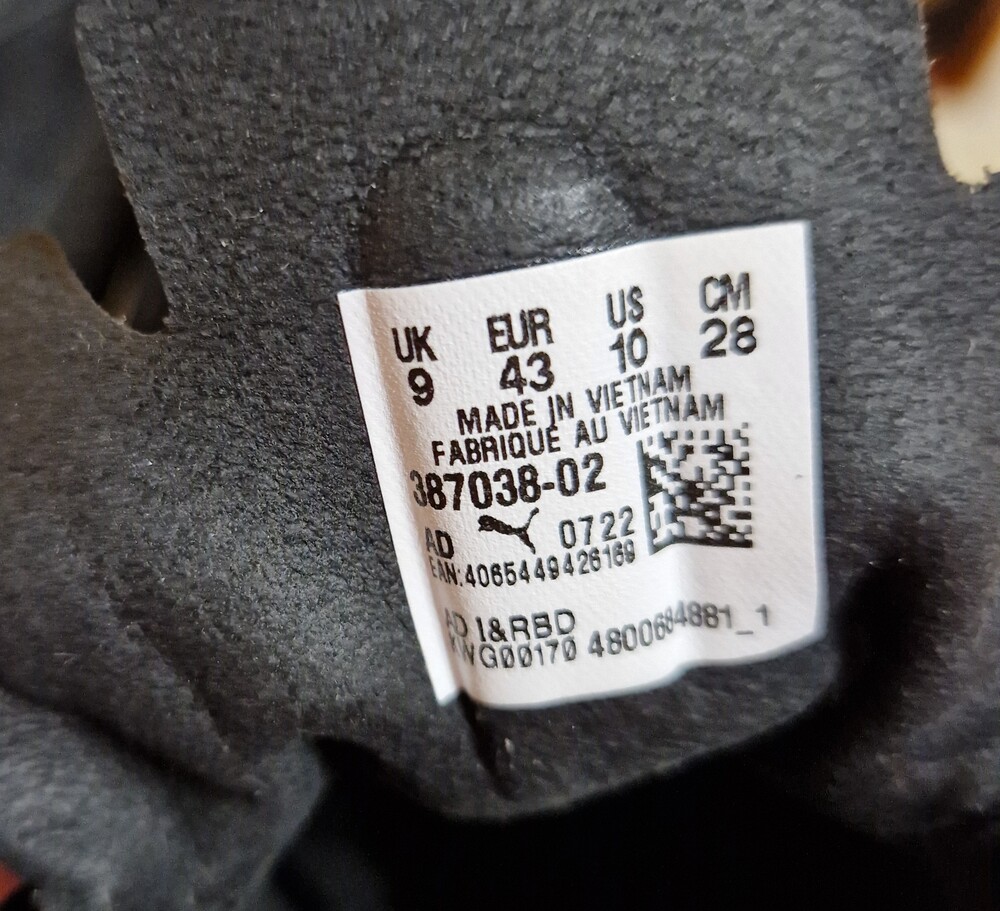 UK EUR US CM
9 43 10 28
MADE IN VIETNAM
FABRIQUE AU VIETNAM
387038-02
AD 0722
EAN:4065449426169
AD I&RBD
G00170 4800684881_1